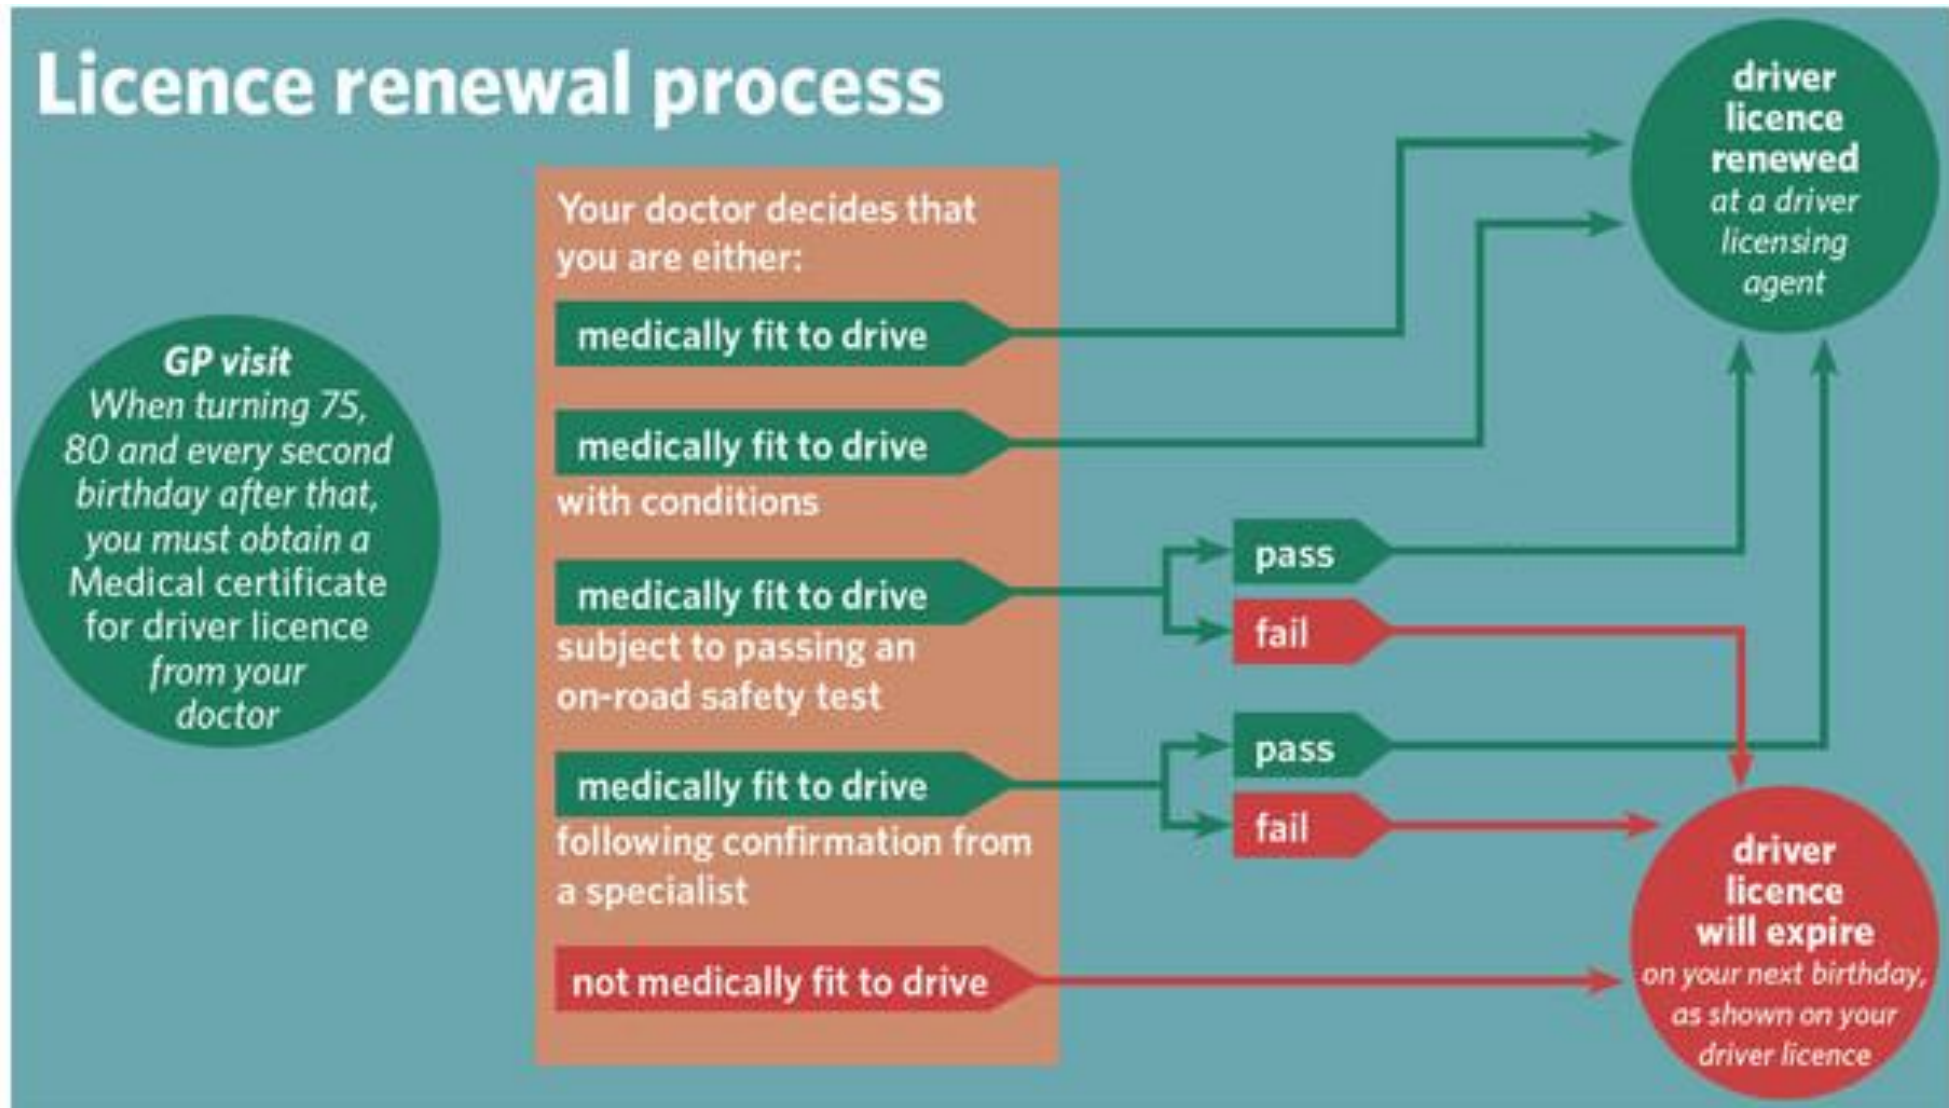 Licence renewal process
GP visit
When turning 75,
80 and every second
birthday after that,
you must obtain a
Medical certificate
for driver licence
from your
doctor
Your doctor decides that
you are either:
medically fit to drive
medically fit to drive
with conditions
medically fit to drive
subject to passing an
on-road safety test
medically fit to drive
following confirmation from
a specialist
not medically fit to drive
pass
fail
pass
fail
driver
licence
renewed
at a driver
licensing
agent
driver
licence
will expire
on your next birthday,
as shown on your
driver licence